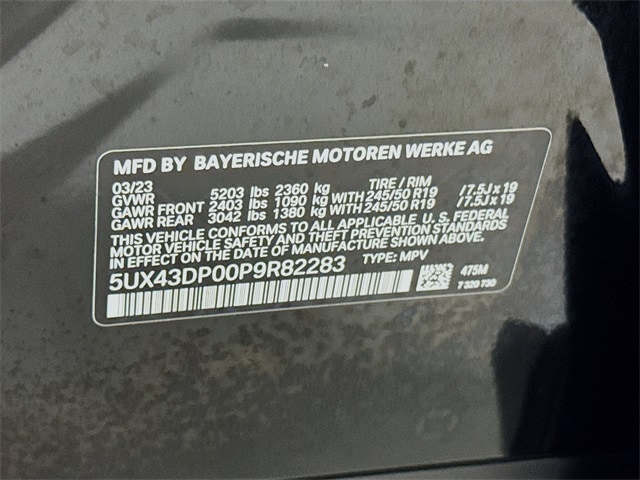 MFD BY BAYERISCHE MOTOREN WERKE AG
03/23 TIRE / RIM
GVWR 5203 lbs 2360 kg
GAWR FRONT 2403 lbs 1090 kg WITH 245/50 R19 /7.5J x 19
GAWR REAR 3042 lbs 1380 kg WITH 245/50 R19 /7.5J x 19
THIS VEHICLE CONFORMS TO ALL APPLICABLE U. S. FEDERAL
MOTOR VEHICLE SAFETY AND THEFT PREVENTION STANDARDS
IN EFFECT ON THE DATE OF MANUFACTURE SHOWN ABOVE.
5UX43DP00P9R82283 TYPE: MPV
475M
7320730